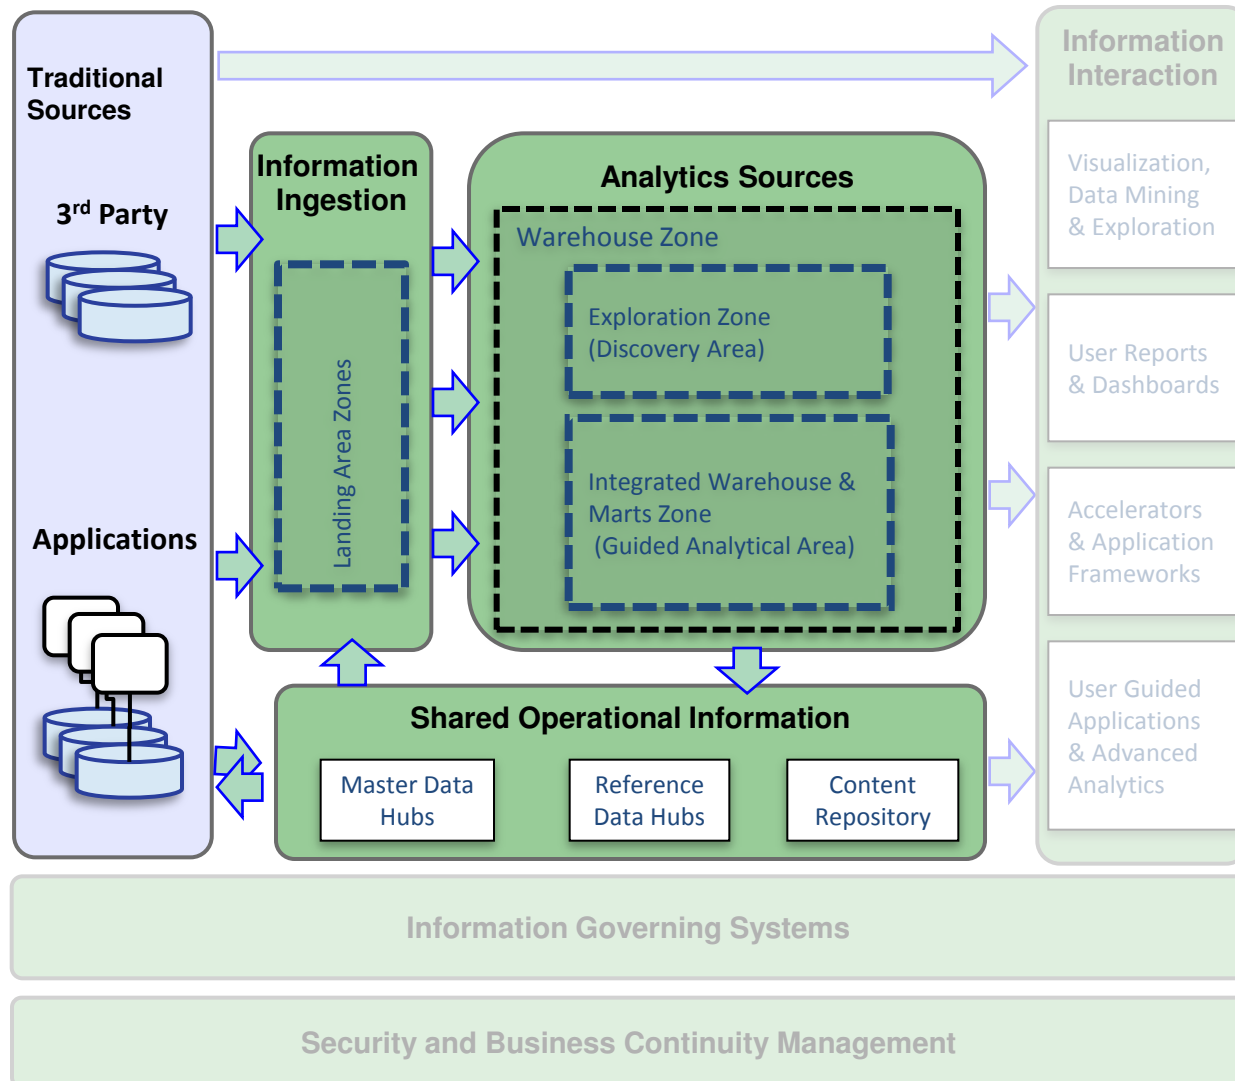 Traditional
Sources
3rd Party
Applications
Information
Ingestion
Landing Area Zones
Analytics Sources
Warehouse Zone
Exploration Zone
(Discovery Area)
Integrated Warehouse &
Marts Zone
(Guided Analytical Area)
Shared Operational Information
Master Data
Hubs
Reference
Data Hubs
Content
Repository
Information
Interaction
Visualization,
Data Mining
& Exploration
User Reports
& Dashboards
Accelerators
& Application
Frameworks
User Guided
Applications
& Advanced
Analytics
Information Governing Systems
Security and Business Continuity Management